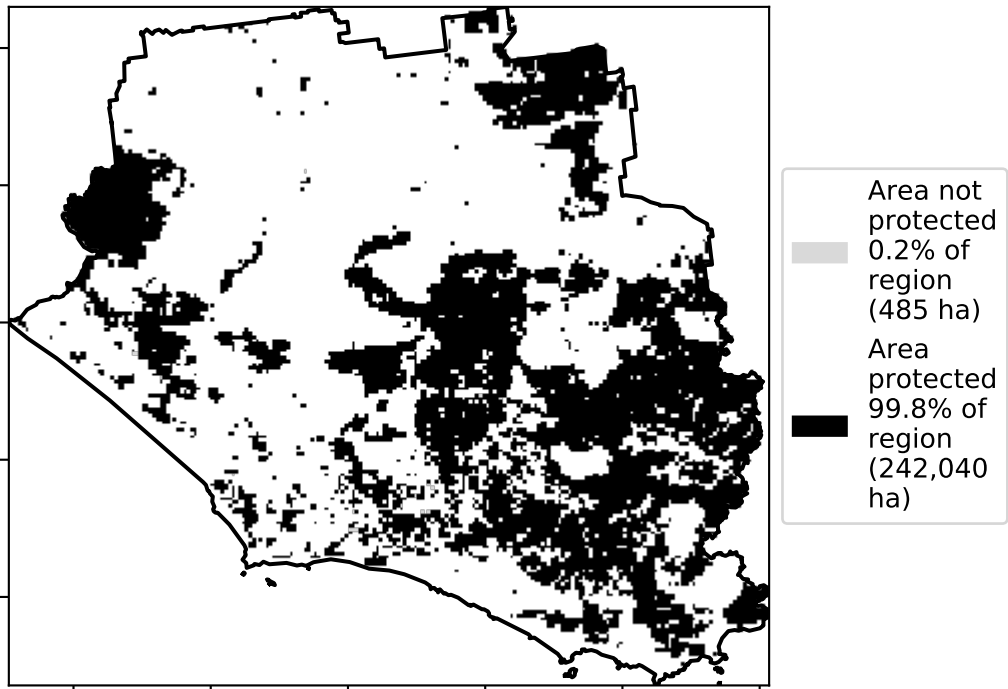 Area not
protected
0.2% of
region
(485 ha)
Area
protected
99.8% of
region
(242,040
ha)